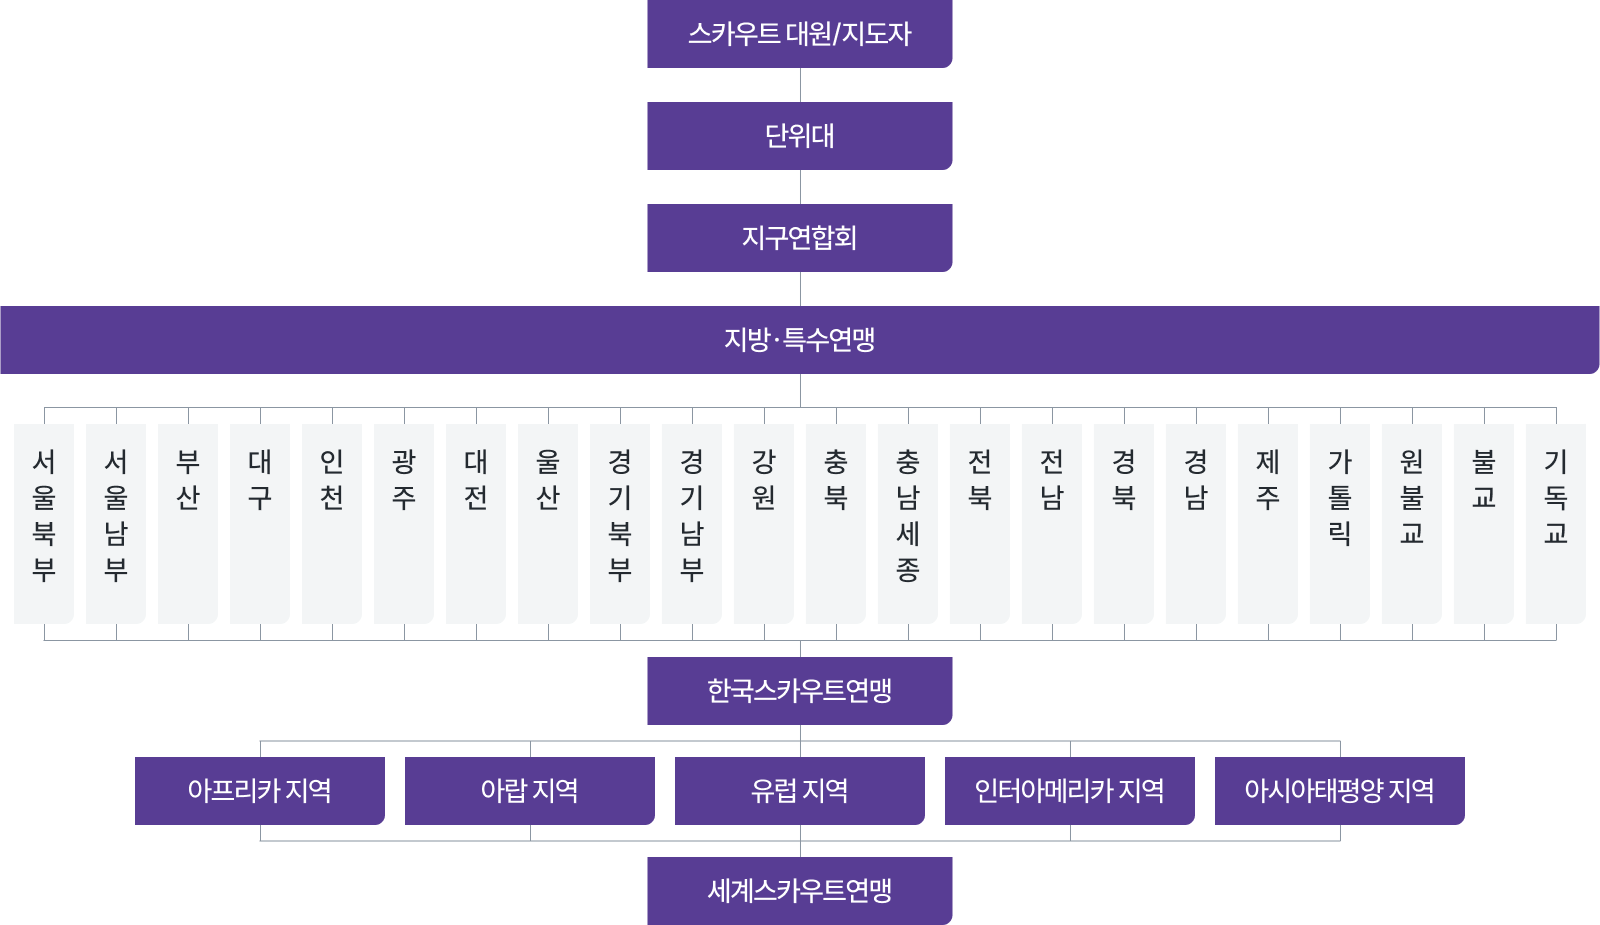 스카우트 대원/지도자
단위대
지구연합회
지방·특수연맹
서울북부
서울남부
부산
대구
인천
광주
대전
울산
경기북부
경기남부
강원
충북
충남세종
전북
전남
경북
경남
제주
가톨릭
원불교
불교
기독교
한국스카우트연맹
아프리카 지역
아랍 지역
유럽 지역
인터아메리카 지역
아시아태평양 지역
세계스카우트연맹